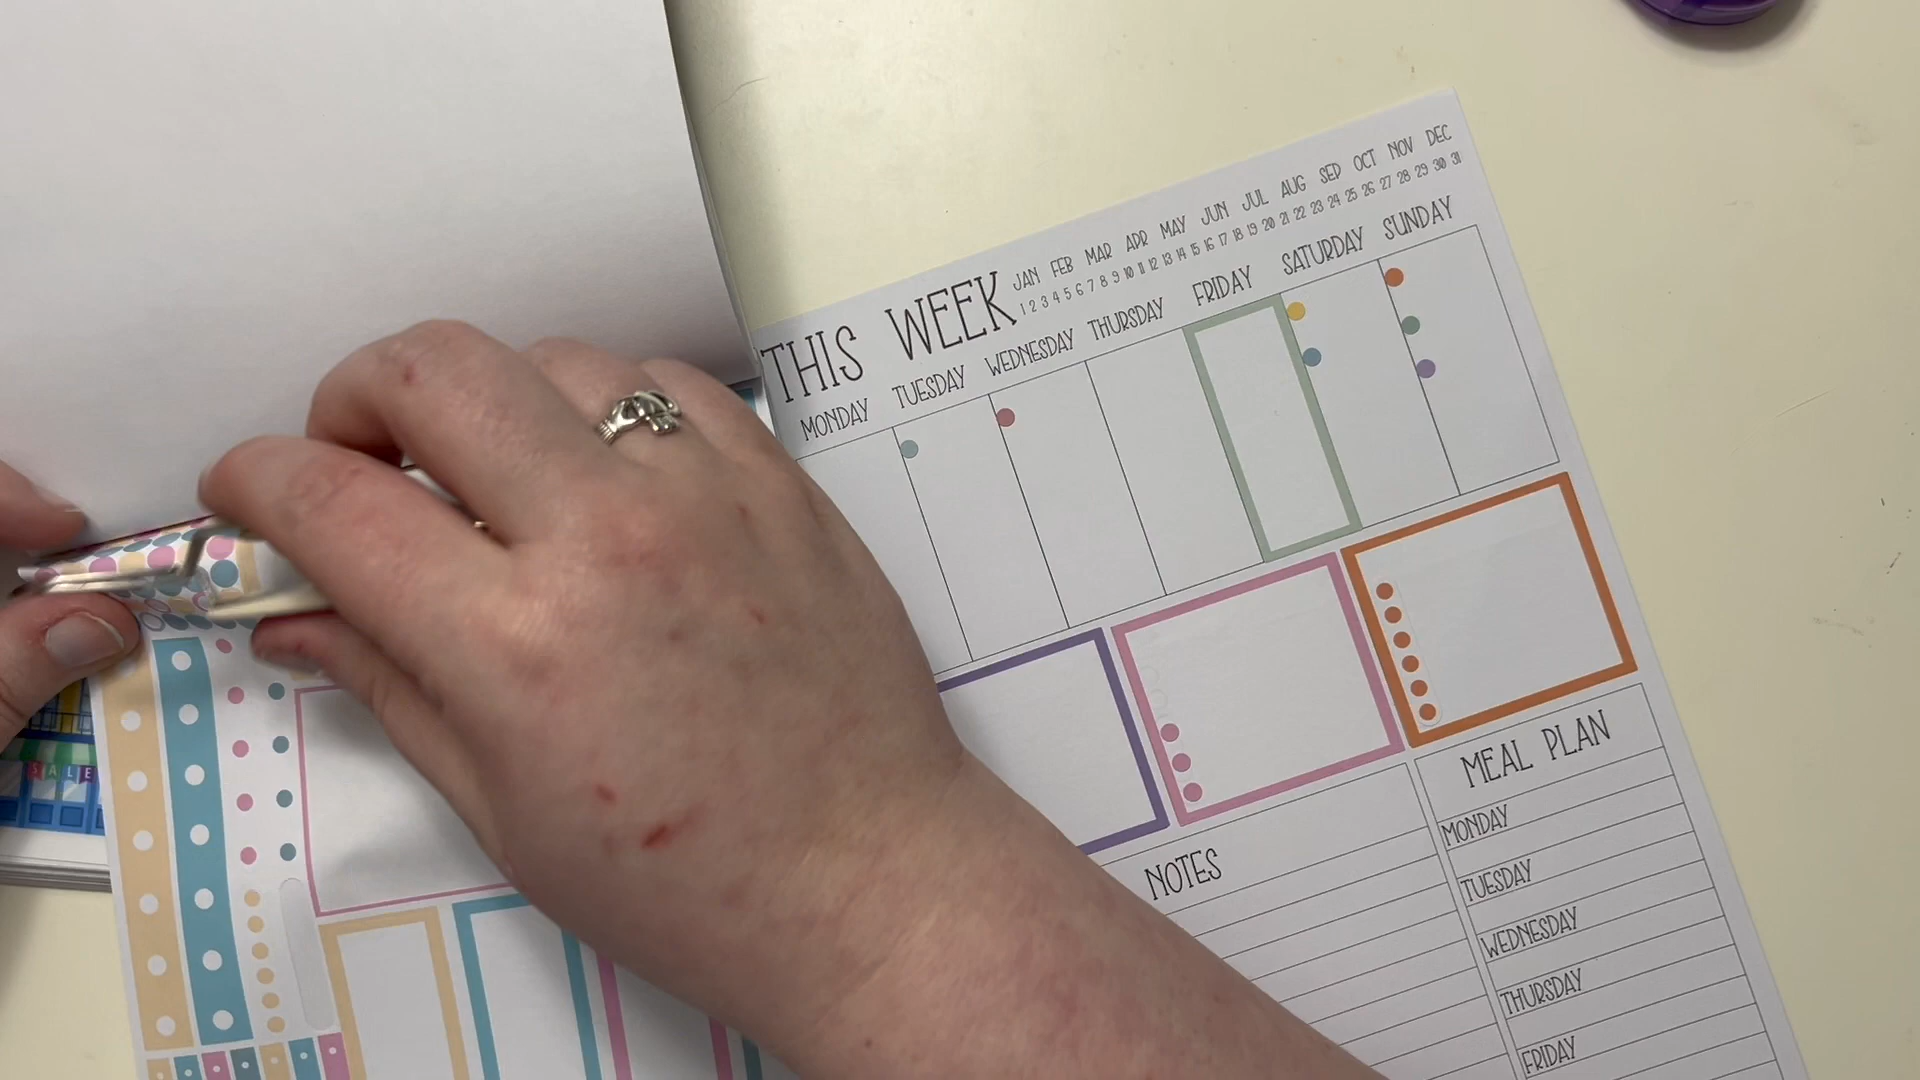 JAN FEB MAR APR MAY JUN JUL AUG SEP OCT NOV DEC
1 2 3 4 5 6 7 8 9 10 11 12 13 14 15 16 17 18 19 20 21 22 23 24 25 26 27 28 29 30 31
THIS WEEK
MONDAY TUESDAY WEDNESDAY THURSDAY FRIDAY SATURDAY SUNDAY
NOTES
MEAL PLAN
MONDAY
TUESDAY
WEDNESDAY
THURSDAY
FRIDAY
SALE